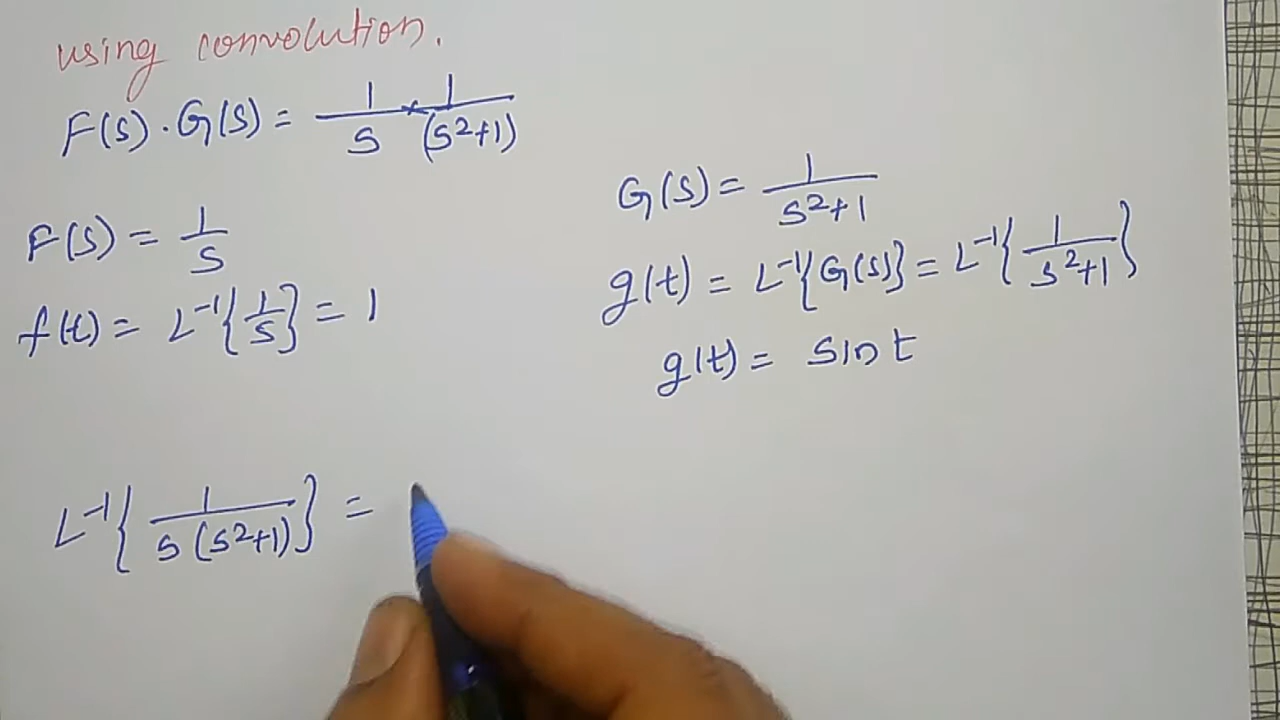 using convolution.
F(s) . G(s) = 1/s × 1/(s²+1)
F(s) = 1/s
f(t) = L⁻¹{1/s} = 1
G(s) = 1/s²+1
g(t) = L⁻¹{G(s)} = L⁻¹{1/s²+1}
g(t) = sin t
L⁻¹{1/s(s²+1)} =